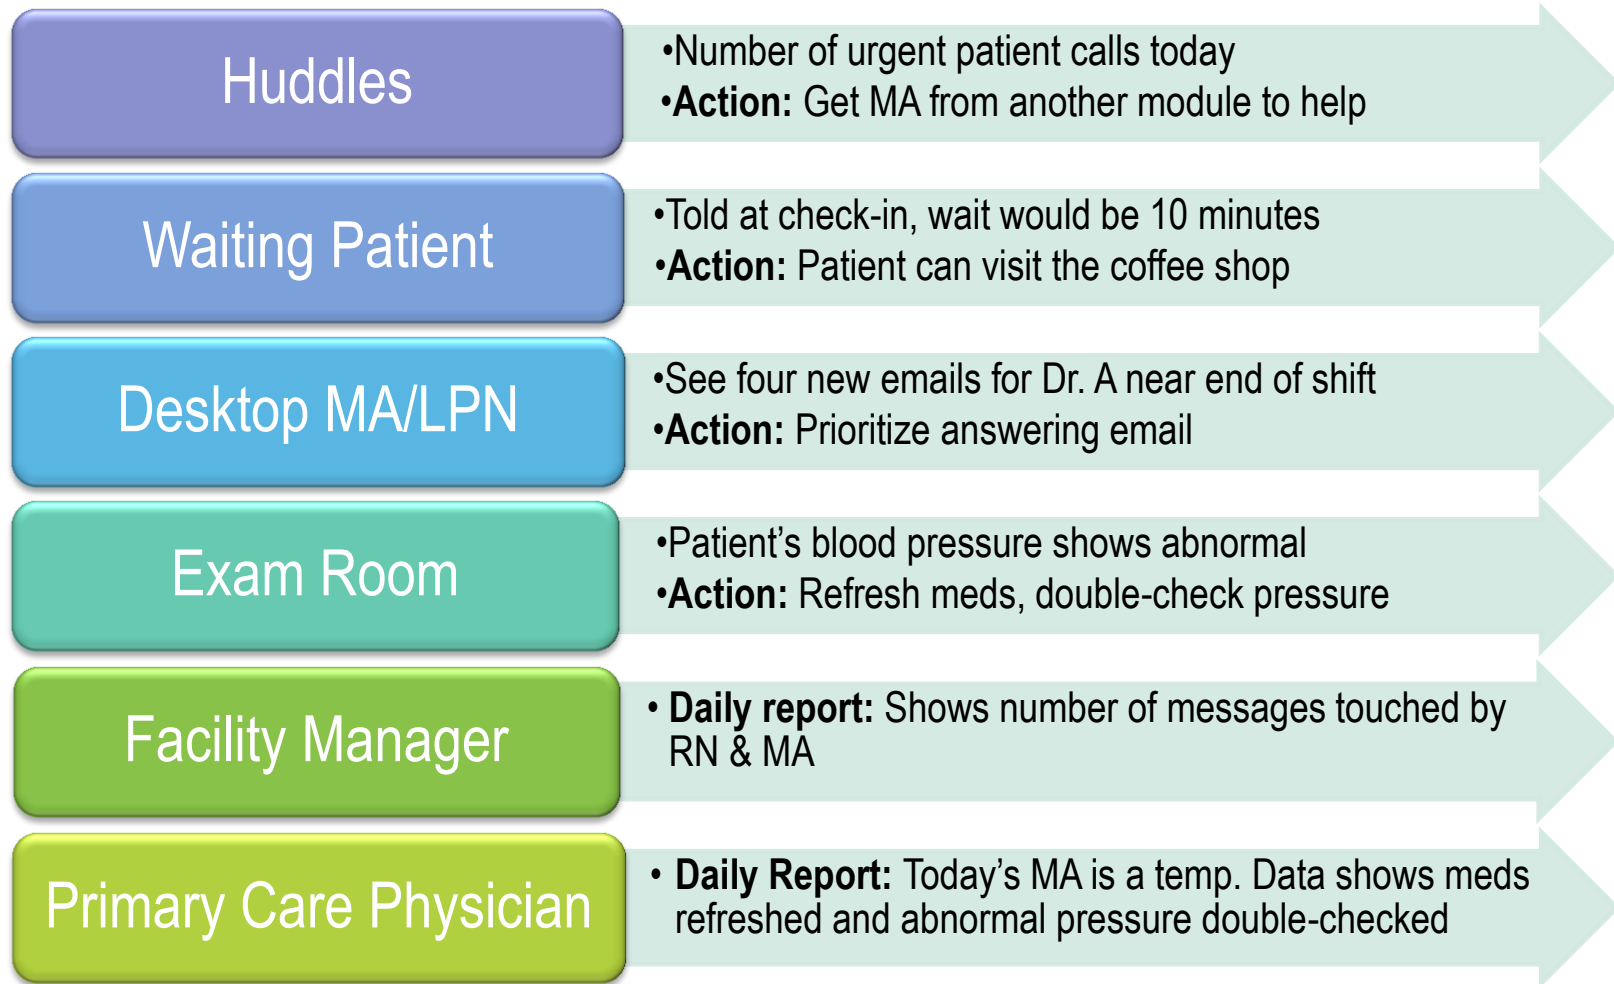 Huddles
•Number of urgent patient calls today
•Action: Get MA from another module to help
Waiting Patient
•Told at check-in, wait would be 10 minutes
•Action: Patient can visit the coffee shop
Desktop MA/LPN
•See four new emails for Dr. A near end of shift
•Action: Prioritize answering email
Exam Room
•Patient’s blood pressure shows abnormal
•Action: Refresh meds, double-check pressure
Facility Manager
• Daily report: Shows number of messages touched by
RN & MA
Primary Care Physician
• Daily Report: Today’s MA is a temp. Data shows meds
refreshed and abnormal pressure double-checked